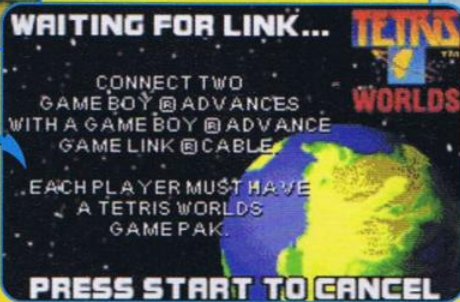 WAITING FOR LINK...
TETRIS
TM
WORLDS
CONNECT TWO
GAME BOY ® ADVANCES
WITH A GAME BOY ® ADVANCE
GAME LINK ® CABLE.
EACH PLAYER MUST HAVE
A TETRIS WORLDS
GAME PAK.
PRESS START TO CANCEL